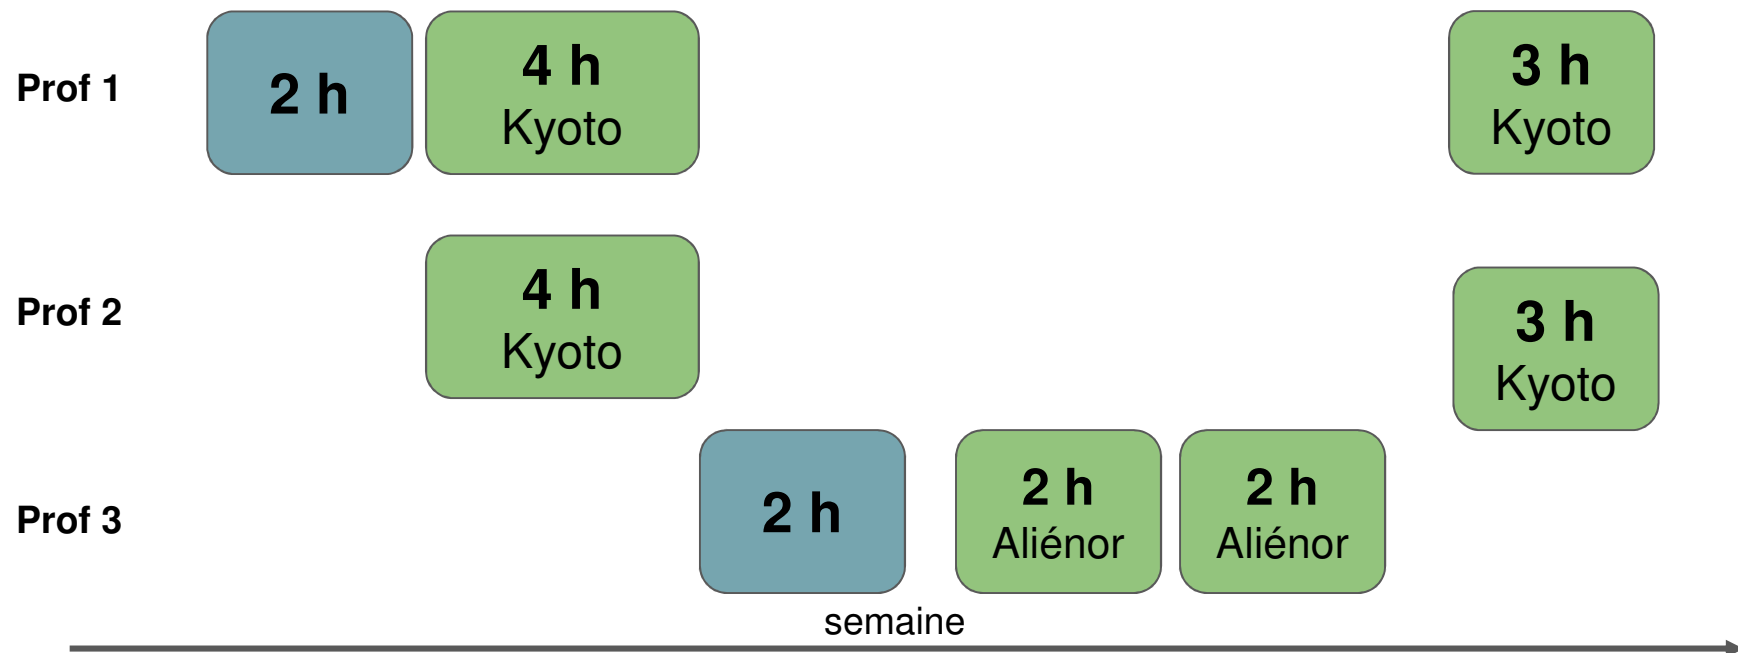 Prof 1
2 h
4 h
Kyoto
3 h
Kyoto
Prof 2
4 h
Kyoto
3 h
Kyoto
Prof 3
2 h
2 h
Aliénor
2 h
Aliénor
semaine